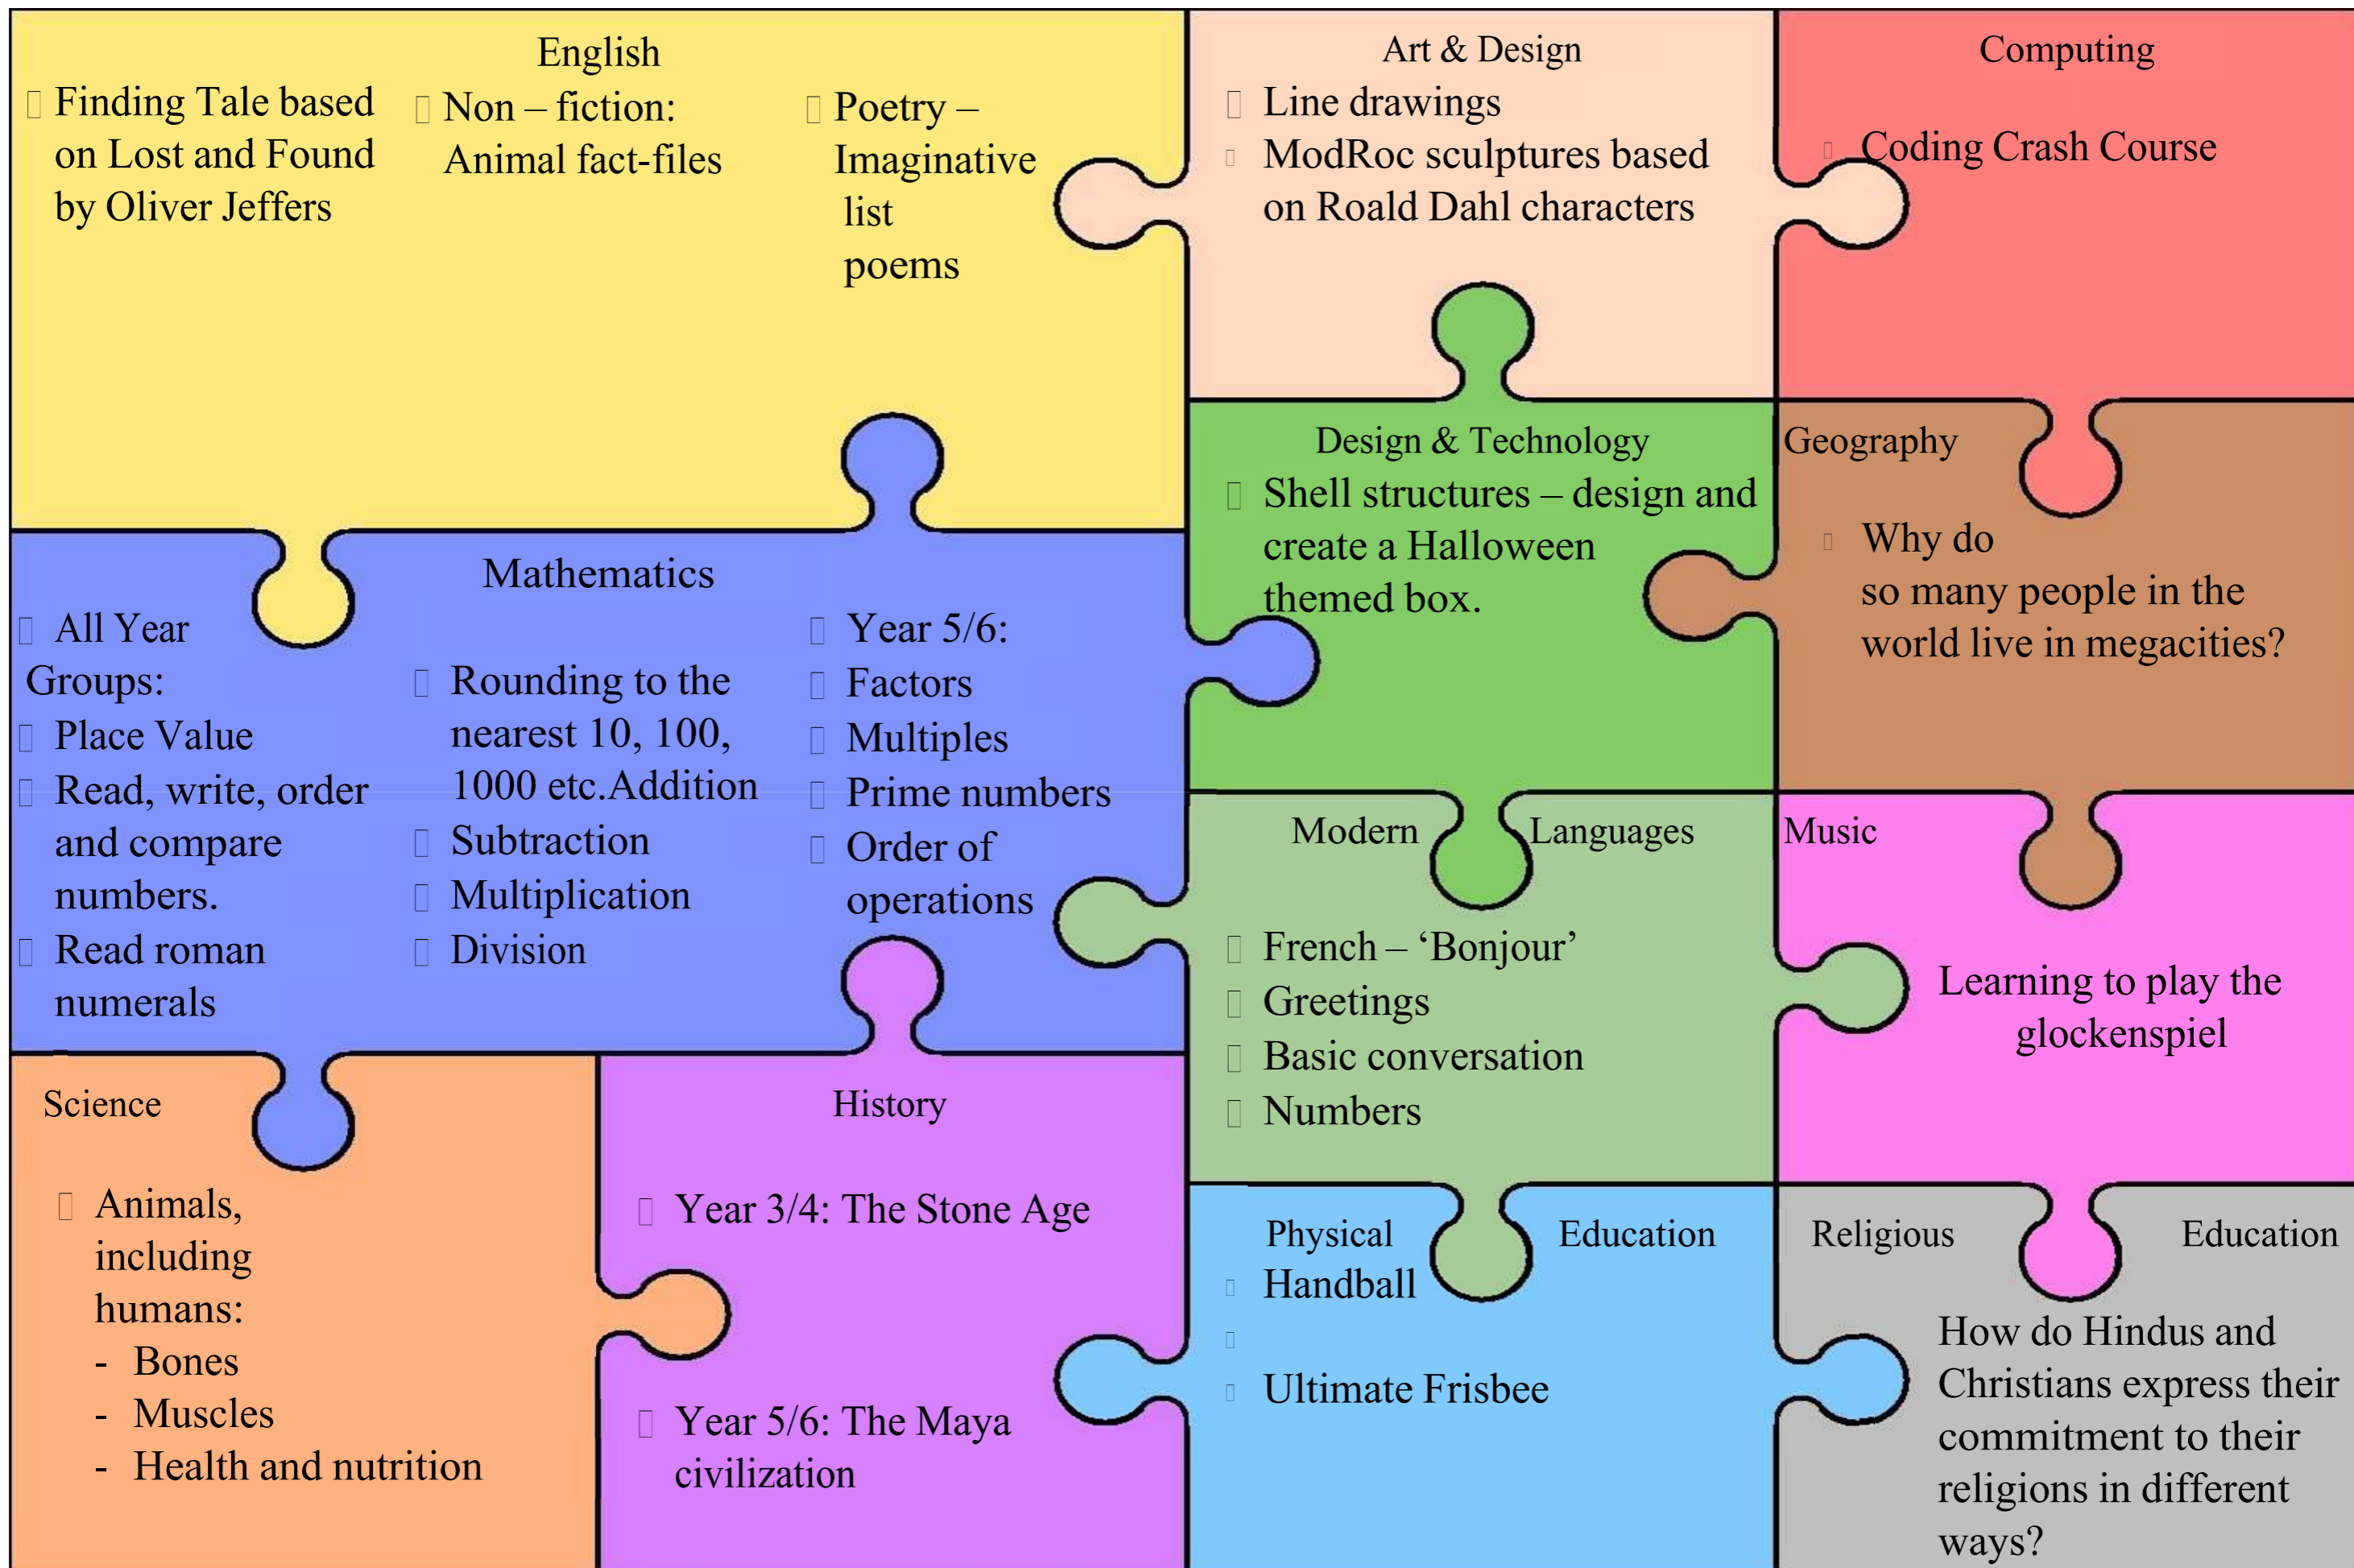 English
Finding Tale based
on Lost and Found
by Oliver Jeffers
Non – fiction:
Animal fact-files
Poetry –
Imaginative
list
poems
Art & Design
Line drawings
ModRoc sculptures based
on Roald Dahl characters
Computing
Coding Crash Course
Mathematics
All Year
Groups:
Place Value
Read, write, order
and compare
numbers.
Read roman
numerals
Rounding to the
nearest 10, 100,
1000 etc.Addition
Subtraction
Multiplication
Division
Year 5/6:
Factors
Multiples
Prime numbers
Order of
operations
Design & Technology
Shell structures – design and
create a Halloween
themed box.
Geography
Why do
so many people in the
world live in megacities?
Modern Languages
French – ‘Bonjour’
Greetings
Basic conversation
Numbers
Music
Learning to play the
glockenspiel
Science
Animals,
including
humans:
- Bones
- Muscles
- Health and nutrition
History
Year 3/4: The Stone Age
Year 5/6: The Maya
civilization
Physical Education
Handball
Ultimate Frisbee
Religious Education
How do Hindus and
Christians express their
commitment to their
religions in different
ways?